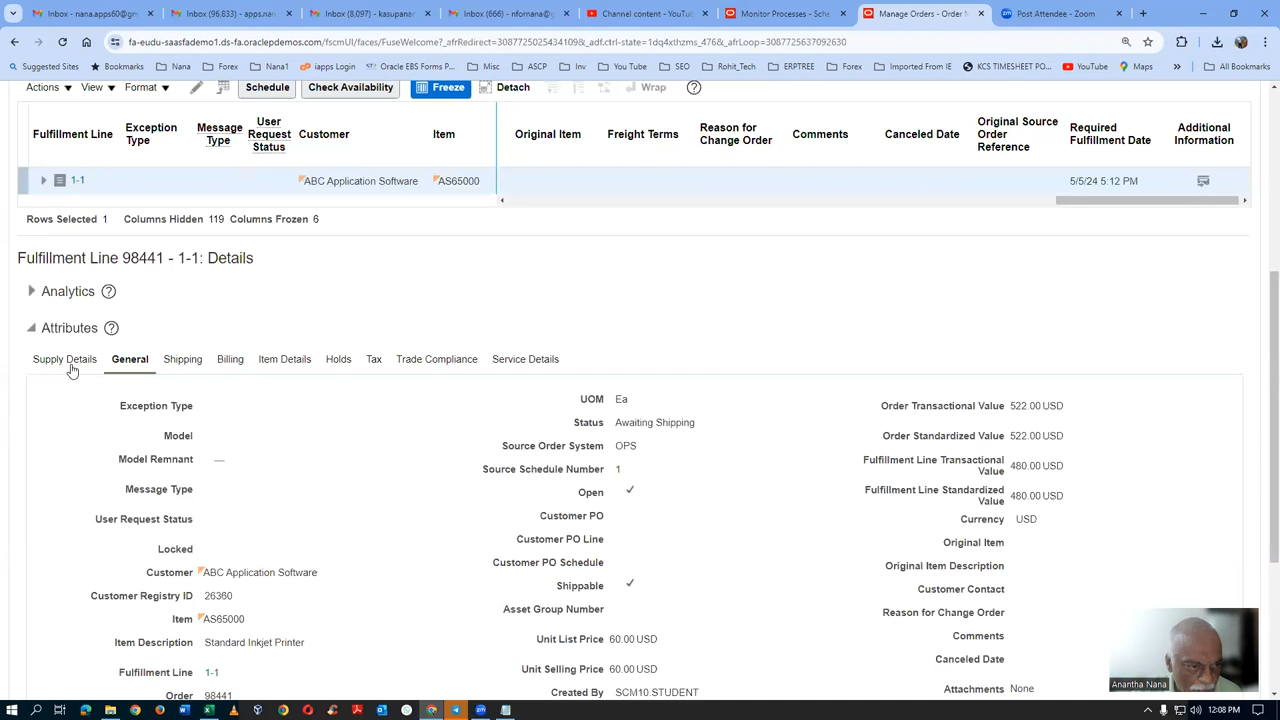 Inbox - nana.apps60@gm
Inbox (96,833) - apps.nan
Inbox (8,097) - kasupanan
Inbox (666) - nfornana@g
Channel content - YouTub
Monitor Processes - Sche
Manage Orders - Order M
Post Attendee - Zoom
fa-eudu-saasfademo1.ds-fa.oraclepdemos.com/fscmUI/faces/FuseWelcome?_afrRedirect=30877250253434109&_adf.ctrl-state=1dq4xthzms_476&_afrLoop=30877256370926​30
Suggested Sites Bookmarks Nana Forex Nana1 Iapps Login Oracle EBS Forms P... Misc ASCP Inv You Tube SEO Rohit_Tech ERPTREE Forex Imported From IE KCS TIMESHEET PO... YouTube Maps All Bookmarks
Actions View Format Schedule Check Availability Freeze Detach Wrap
Fulfillment Line
Exception Type
Message Type
User Request Status
Customer
Item
Original Item
Freight Terms
Reason for Change Order
Comments
Canceled Date
Original Source Order Reference
Required Fulfillment Date
Additional Information
1-1 ABC Application Software AS65000 5/5/24 5:12 PM
Rows Selected 1 Columns Hidden 119 Columns Frozen 6
Fulfillment Line 98441 - 1-1: Details
Analytics
Attributes
Supply Details General Shipping Billing Item Details Holds Tax Trade Compliance Service Details
Exception Type
Model
Model Remnant
Message Type
User Request Status
Locked
Customer ABC Application Software
Customer Registry ID 26360
Item AS65000
Item Description Standard Inkjet Printer
Fulfillment Line 1-1
Order 98441
UOM Ea
Status Awaiting Shipping
Source Order System OPS
Source Schedule Number 1
Open
Customer PO
Customer PO Line
Customer PO Schedule
Shippable
Asset Group Number
Unit List Price 60.00 USD
Unit Selling Price 60.00 USD
Created By SCM10.STUDENT
Order Transactional Value 522.00 USD
Order Standardized Value 522.00 USD
Fulfillment Line Transactional Value 480.00 USD
Fulfillment Line Standardized Value 480.00 USD
Currency USD
Original Item
Original Item Description
Customer Contact
Reason for Change Order
Comments
Canceled Date
Attachments None
Anantha Nana
12:08 PM